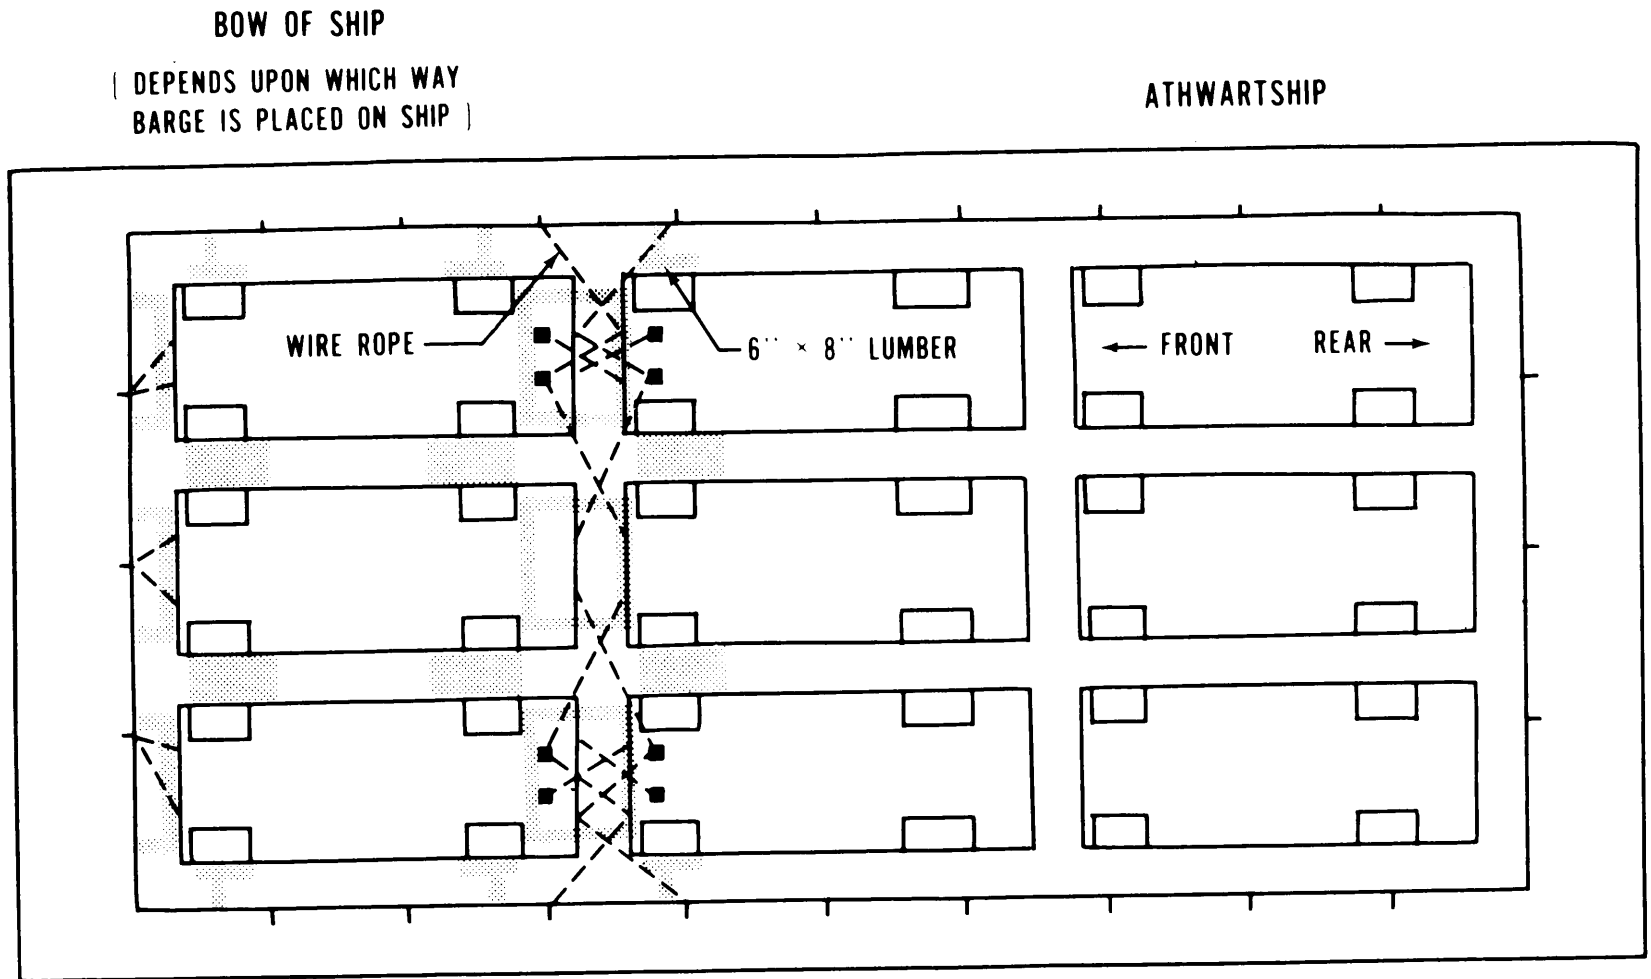 BOW OF SHIP
( DEPENDS UPON WHICH WAY
BARGE IS PLACED ON SHIP )
ATHWARTSHIP
WIRE ROPE
6'' × 8'' LUMBER
FRONT
REAR